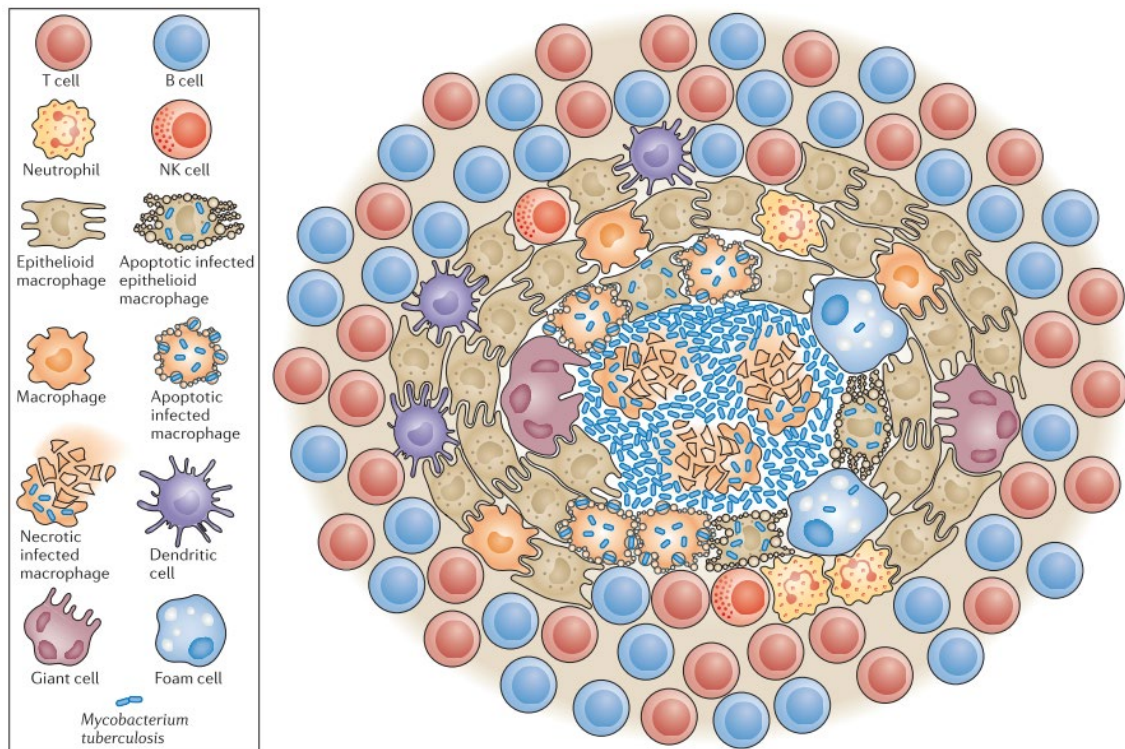 T cell
B cell
Neutrophil
NK cell
Epithelioid
macrophage
Apoptotic infected
epithelioid
macrophage
Macrophage
Apoptotic
infected
macrophage
Necrotic
infected
macrophage
Dendritic
cell
Giant cell
Foam cell
Mycobacterium
tuberculosis